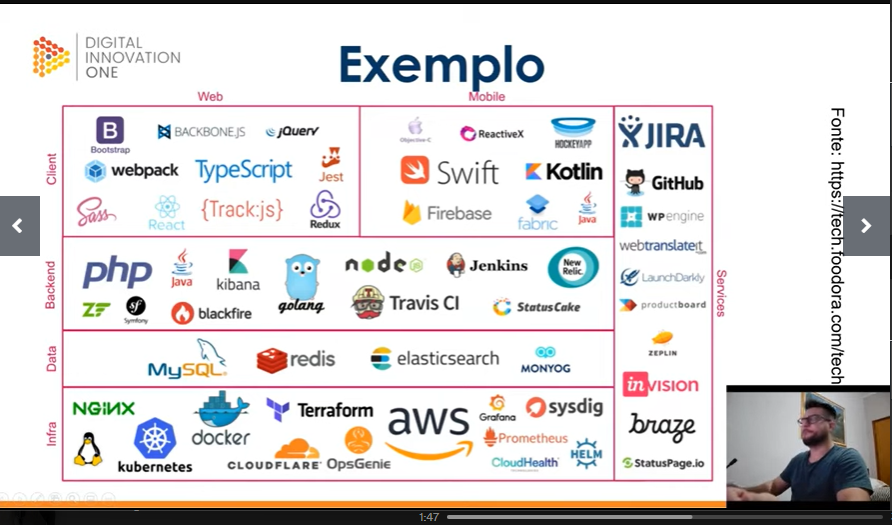 DIGITAL
INNOVATION
ONE
Exemplo
Web
Mobile
Client
Bootstrap
BACKBONE.JS
jQuery
Objective-C
ReactiveX
HOCKEYAPP
webpack
TypeScript
Jest
Swift
Kotlin
Sass
React
{Track:js}
Redux
Firebase
fabric
Java
Backend
php
Java
kibana
golang
node
JS
Jenkins
New
Relic.
ZF
sf
Symfony
blackfire
Travis CI
StatusCake
Data
MySQL
redis
elasticsearch
MONYOG
Infra
NGINX
kubernetes
docker
Terraform
CLOUDFLARE
OpsGenie
aws
Grafana
sysdig
Prometheus
CloudHealth
HELM
Services
JIRA
GitHub
WPengine
webtranslateit
LaunchDarkly
productboard
ZEPLIN
inVISION
braze
StatusPage.io
Fonte: https://tech.foodora.com/tech
1:47